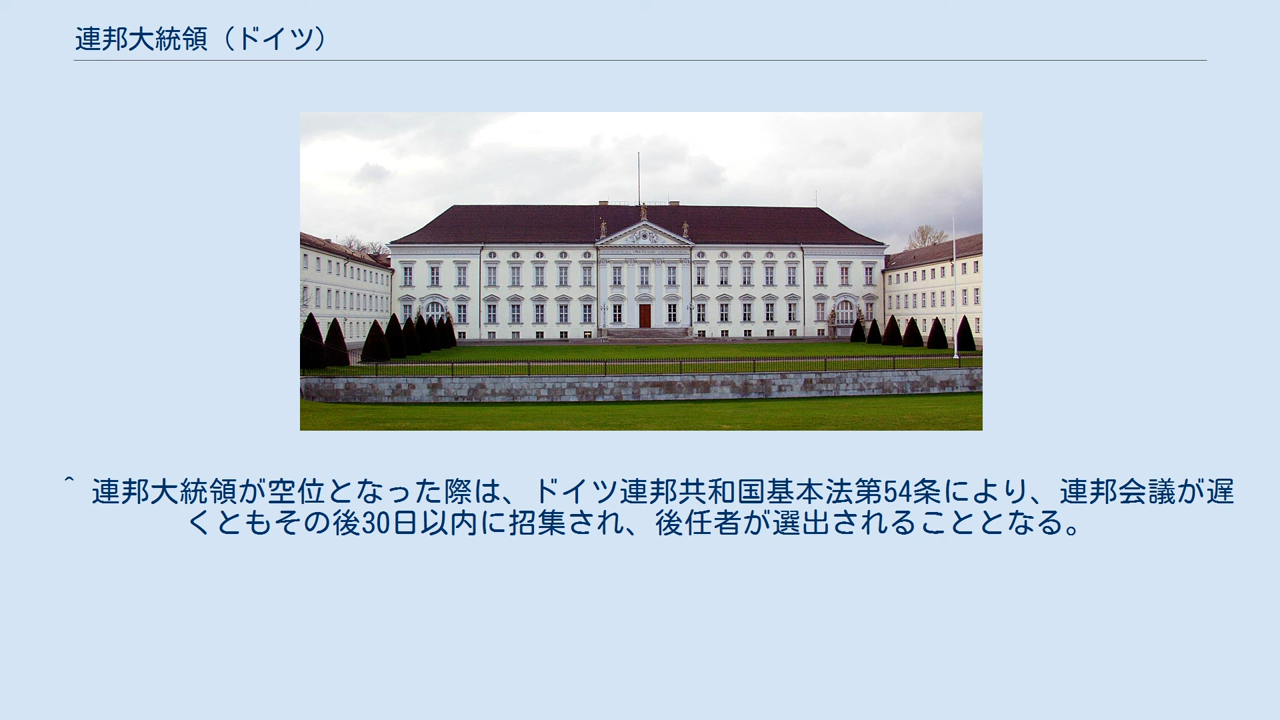 連邦大統領（ドイツ）
^ 連邦大統領が空位となった際は、ドイツ連邦共和国基本法第54条により、連邦会議が遅
くともその後30日以内に招集され、後任者が選出されることとなる。